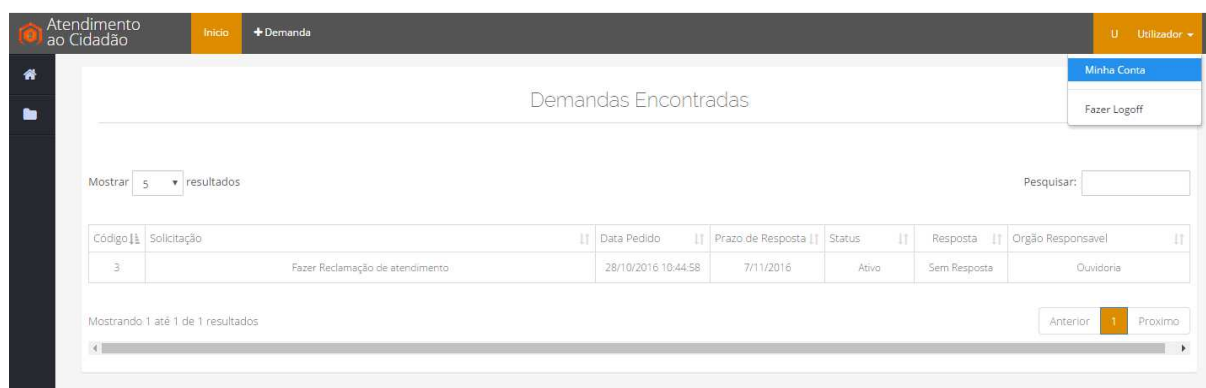 Atendimento
ao Cidadão
Inicio
Demanda
U Utilizador
Minha Conta
Fazer Logoff
Demandas Encontradas
Mostrar 5 resultados
Pesquisar:
Código Solicitação Data Pedido Prazo de Resposta Status Resposta Orgão Responsavel
3 Fazer Reclamação de atendimento 28/10/2016 10:44:58 7/11/2016 Ativo Sem Resposta Ouvidoria
Mostrando 1 até 1 de 1 resultados
Anterior 1 Proximo